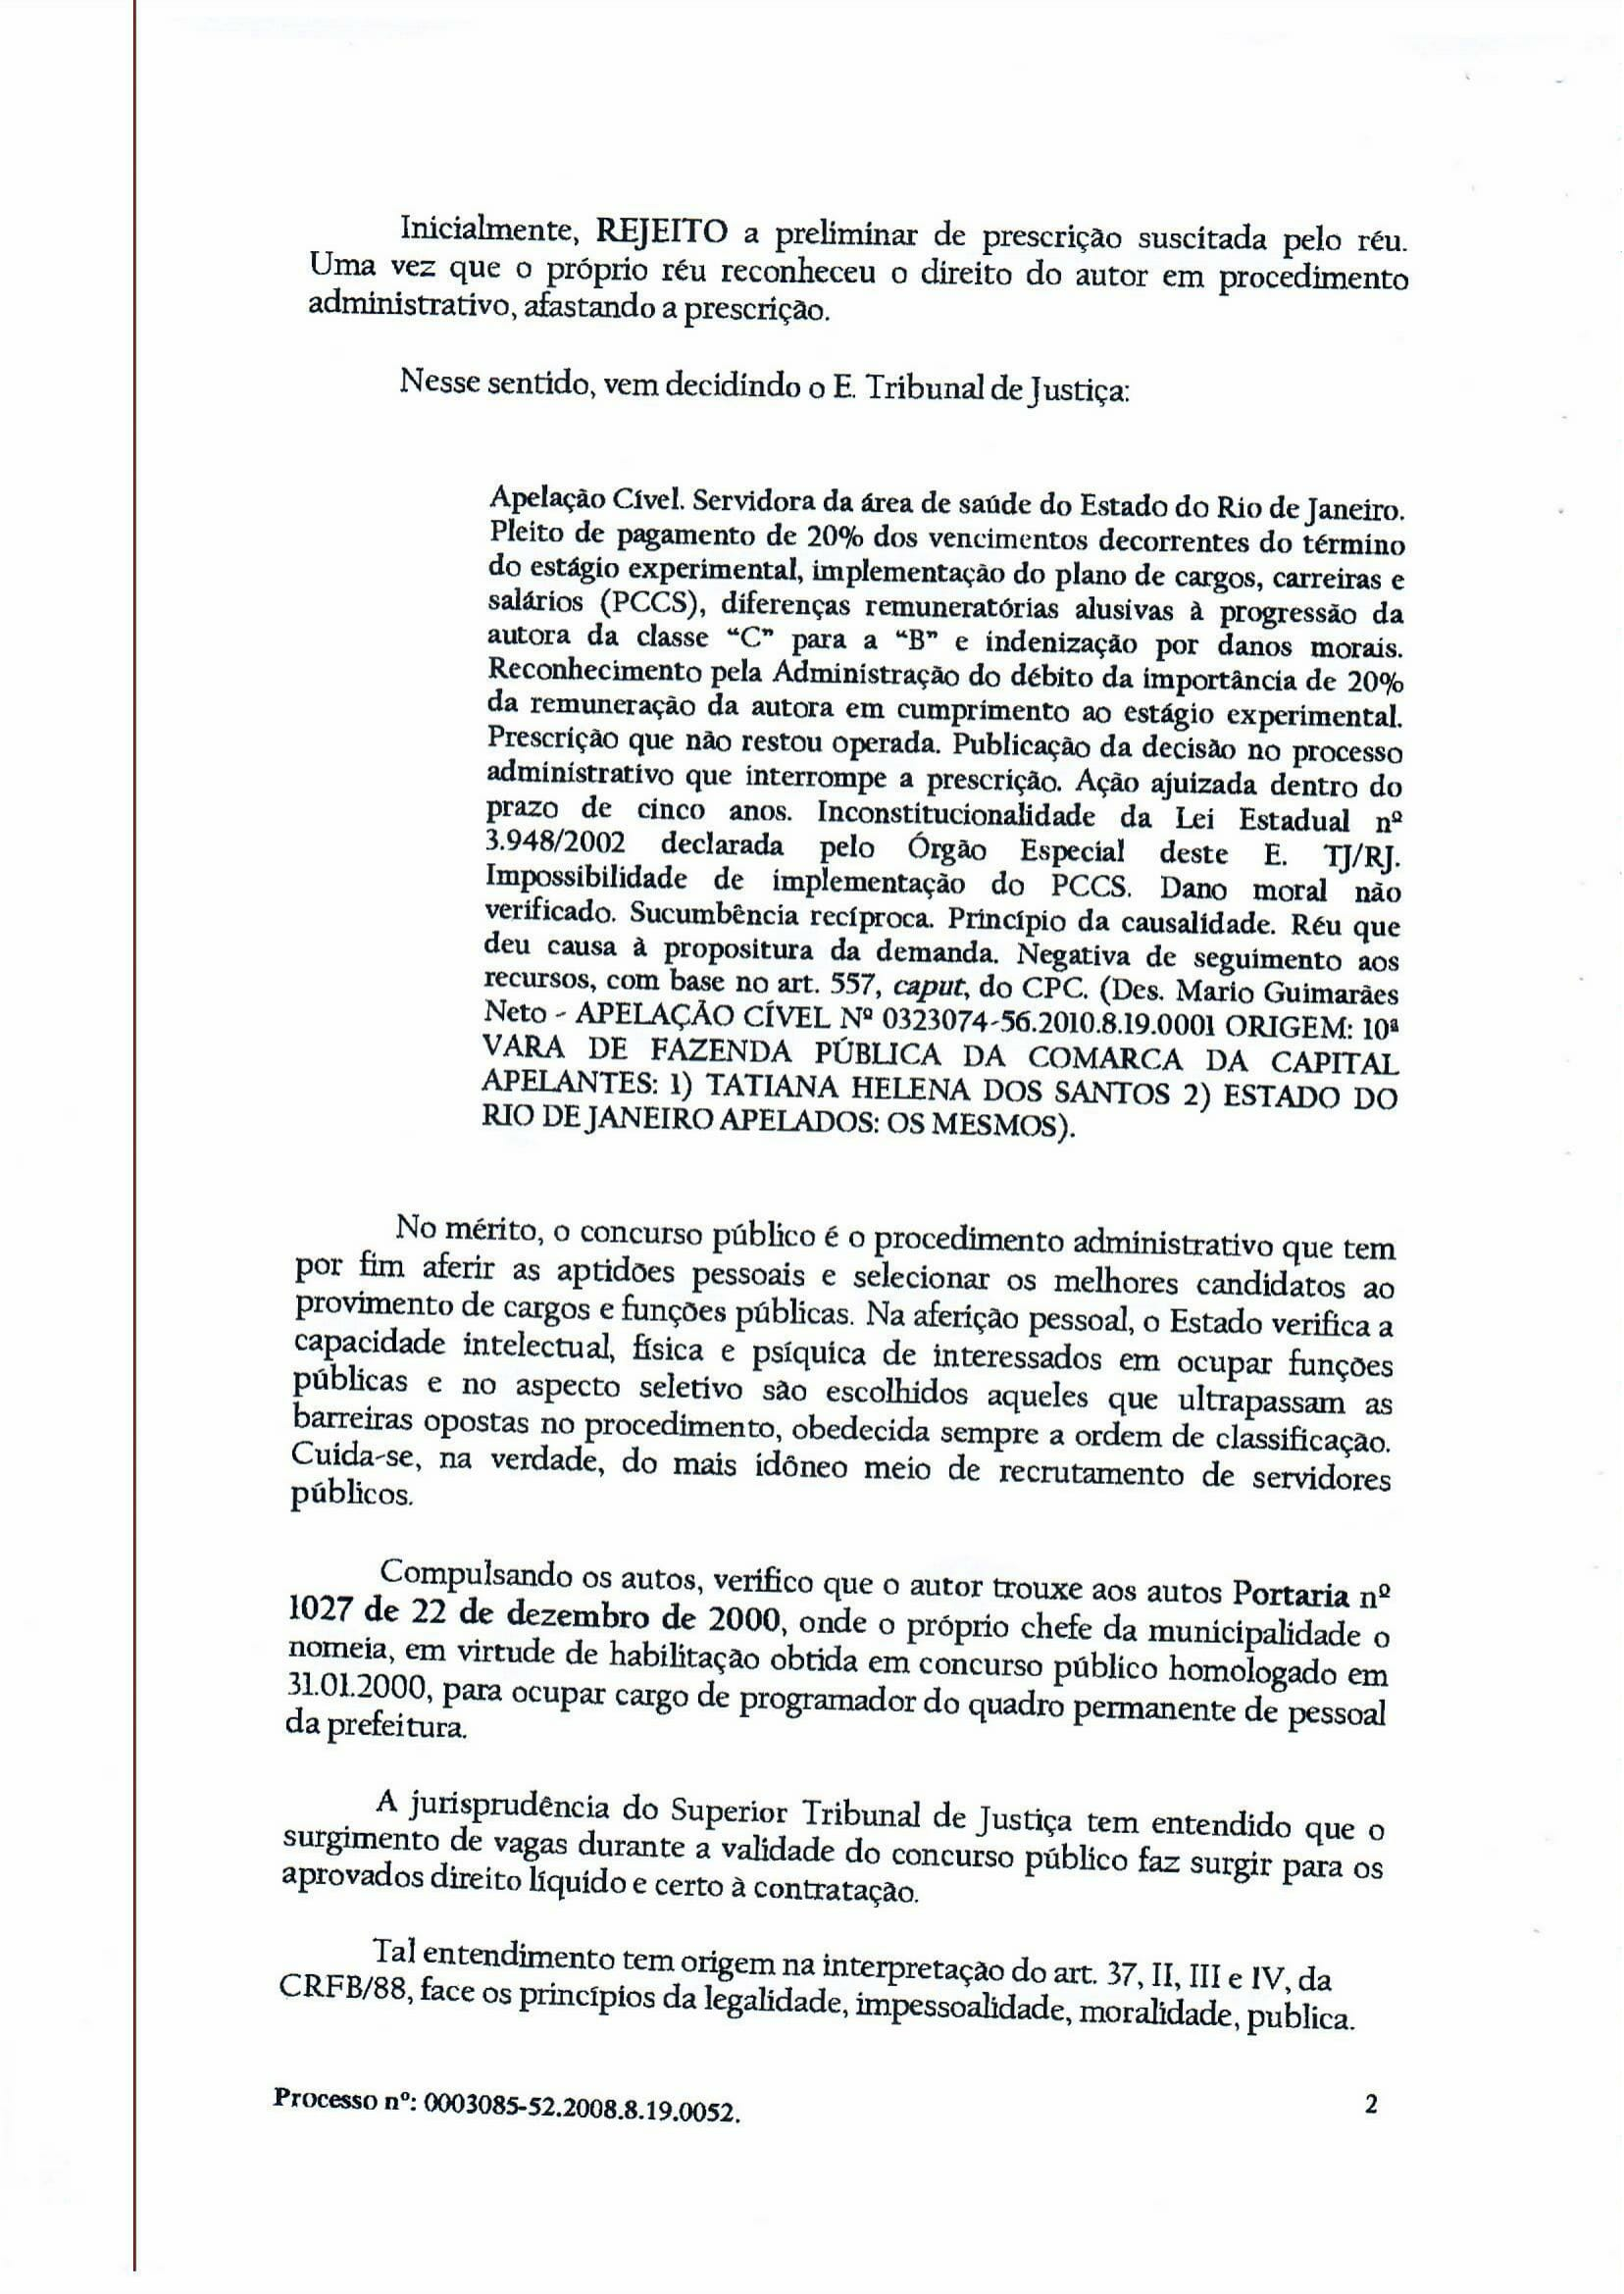 Inicialmente, REJEITO a preliminar de prescrição suscitada pelo réu.
Uma vez que o próprio réu reconheceu o direito do autor em procedimento
administrativo, afastando a prescrição.
Nesse sentido, vem decidindo o E. Tribunal de Justiça:
Apelação Cível. Servidora da área de saúde do Estado do Rio de Janeiro.
Pleito de pagamento de 20% dos vencimentos decorrentes do término
do estágio experimental, implementação do plano de cargos, carreiras e
salários (PCCS), diferenças remuneratórias alusivas à progressão da
autora da classe “C” para a “B” e indenização por danos morais.
Reconhecimento pela Administração do débito da importância de 20%
da remuneração da autora em cumprimento ao estágio experimental.
Prescrição que não restou operada. Publicação da decisão no processo
administrativo que interrompe a prescrição. Ação ajuizada dentro do
prazo de cinco anos. Inconstitucionalidade da Lei Estadual nº
3.948/2002 declarada pelo Órgão Especial deste E. TJ/RJ.
Impossibilidade de implementação do PCCS. Dano moral não
verificado. Sucumbência recíproca. Princípio da causalidade. Réu que
deu causa à propositura da demanda. Negativa de seguimento aos
recursos, com base no art. 557, caput, do CPC. (Des. Mario Guimarães
Neto - APELAÇÃO CÍVEL Nº 0323074-56.2010.8.19.0001 ORIGEM: 10ª
VARA DE FAZENDA PÚBLICA DA COMARCA DA CAPITAL
APELANTES: 1) TATIANA HELENA DOS SANTOS 2) ESTADO DO
RIO DE JANEIRO APELADOS: OS MESMOS).
No mérito, o concurso público é o procedimento administrativo que tem
por fim aferir as aptidões pessoais e selecionar os melhores candidatos ao
provimento de cargos e funções públicas. Na aferição pessoal, o Estado verifica a
capacidade intelectual, física e psíquica de interessados em ocupar funções
públicas e no aspecto seletivo são escolhidos aqueles que ultrapassam as
barreiras opostas no procedimento, obedecida sempre a ordem de classificação.
Cuida-se, na verdade, do mais idôneo meio de recrutamento de servidores
públicos.
Compulsando os autos, verifico que o autor trouxe aos autos Portaria nº
1027 de 22 de dezembro de 2000, onde o próprio chefe da municipalidade o
nomeia, em virtude de habilitação obtida em concurso público homologado em
31.01.2000, para ocupar cargo de programador do quadro permanente de pessoal
da prefeitura.
A jurisprudência do Superior Tribunal de Justiça tem entendido que o
surgimento de vagas durante a validade do concurso público faz surgir para os
aprovados direito líquido e certo à contratação.
Tal entendimento tem origem na interpretação do art. 37, II, III e IV, da
CRFB/88, face os princípios da legalidade, impessoalidade, moralidade, publica.
Processo nº: 0003085-52.2008.8.19.0052.
2